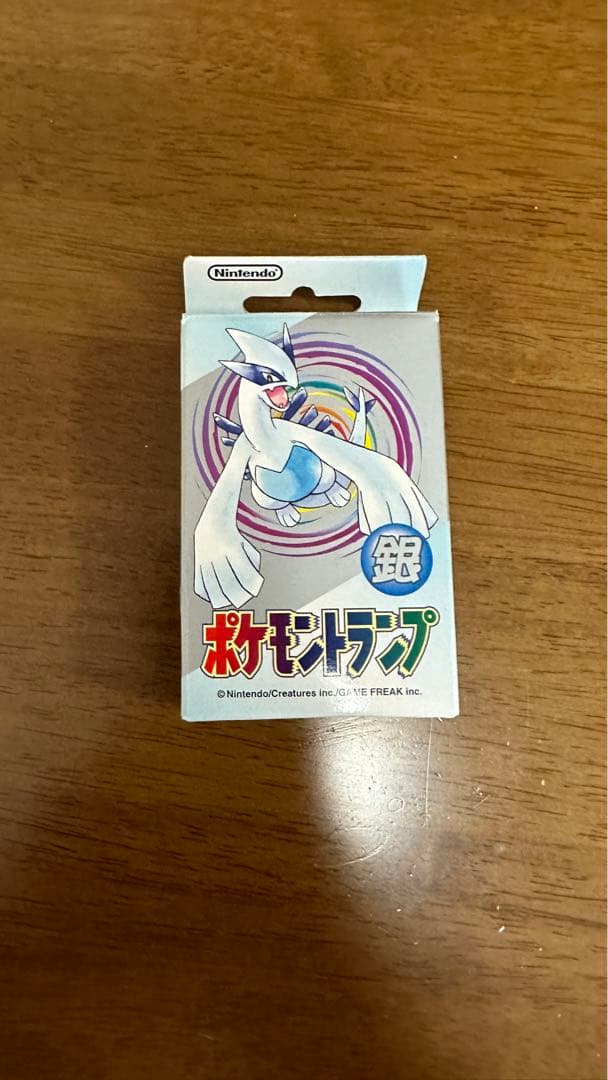 Nintendo
銀
ポケモントランプ
© Nintendo/Creatures inc./GAME FREAK inc.